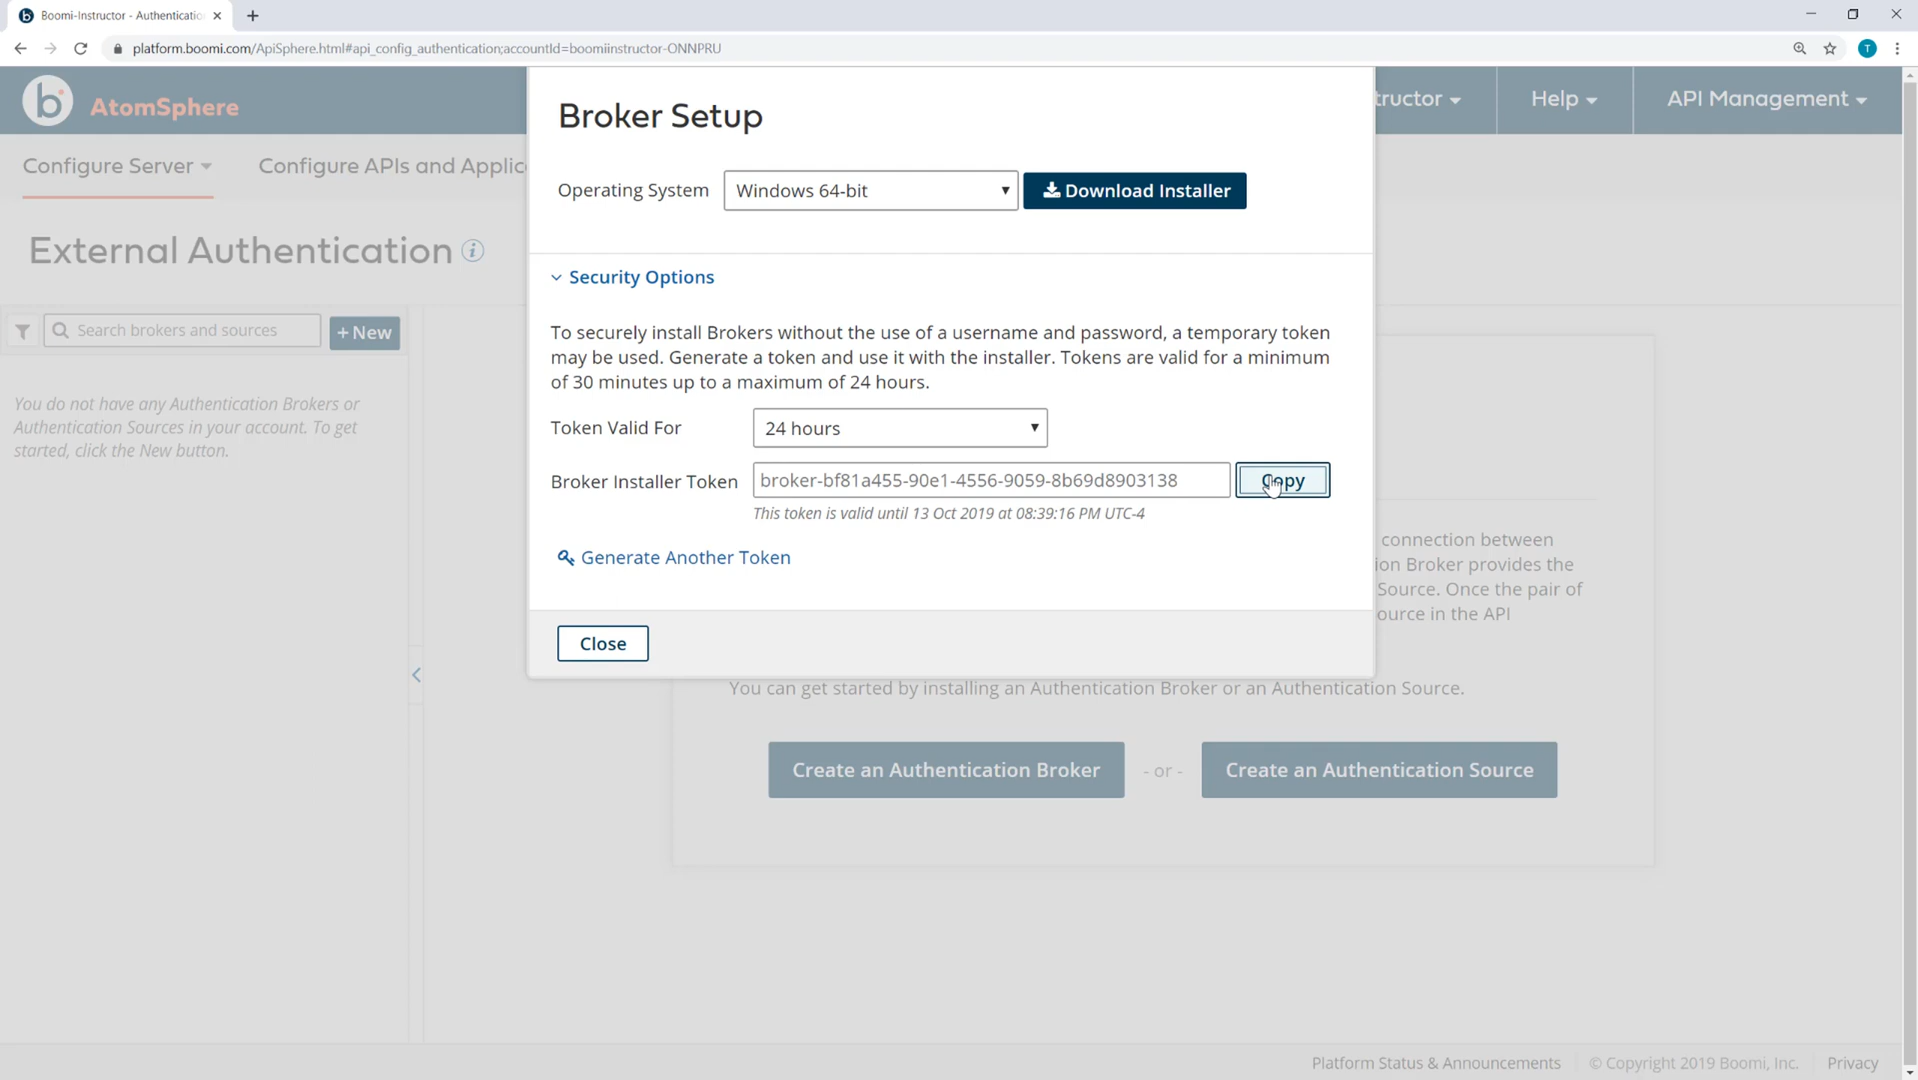 Boomi-Instructor - Authenticatio
platform.boomi.com/ApiSphere.html#api_config_authentication;accountId=boomiinstructor-ONNPRU
T
b
AtomSphere
tructor
Help
API Management
Configure Server
Configure APIs and Applic
External Authentication
Search brokers and sources
+ New
You do not have any Authentication Brokers or
Authentication Sources in your account. To get
started, click the New button.
Broker Setup
Operating System
Windows 64-bit
Download Installer
Security Options
To securely install Brokers without the use of a username and password, a temporary token
may be used. Generate a token and use it with the installer. Tokens are valid for a minimum
of 30 minutes up to a maximum of 24 hours.
Token Valid For
24 hours
Broker Installer Token
broker-bf81a455-90e1-4556-9059-8b69d8903138
Copy
This token is valid until 13 Oct 2019 at 08:39:16 PM UTC-4
Generate Another Token
Close
connection between
ion Broker provides the
Source. Once the pair of
ource in the API
You can get started by installing an Authentication Broker or an Authentication Source.
Create an Authentication Broker
- or -
Create an Authentication Source
Platform Status & Announcements
© Copyright 2019 Boomi, Inc.
Privacy